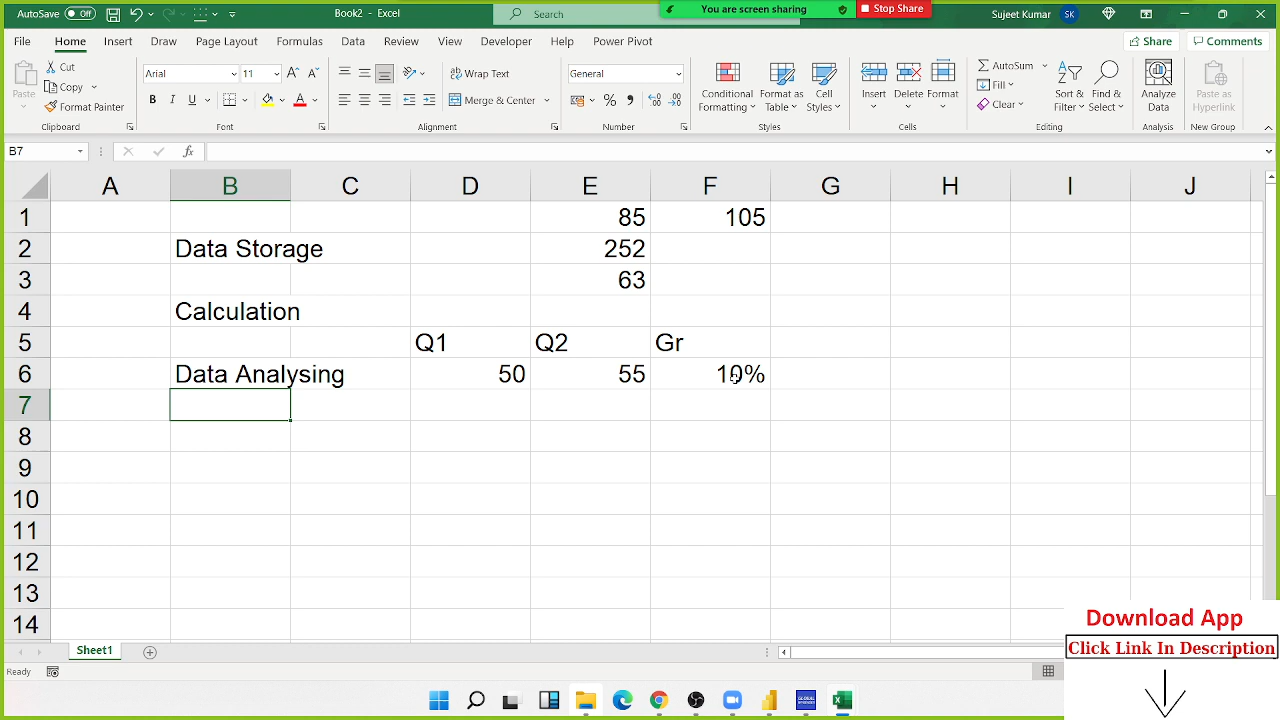 AutoSave Off Book2 - Excel Search You are screen sharing Stop Share Sujeet Kumar SK
File Home Insert Draw Page Layout Formulas Data Review View Developer Help Power Pivot Share Comments
Paste Cut Copy Format Painter Clipboard
Arial 11 B I U A Font
Wrap Text Merge & Center Alignment
General % , Number
Conditional Formatting Format as Table Cell Styles Styles
Insert Delete Format Cells
AutoSum Fill Clear Sort & Filter Find & Select Editing
Analyze Data Analysis
Paste as Hyperlink New Group
B7 fx
A B C D E F G H I J
1 85 105
2 Data Storage 252
3 63
4 Calculation
5 Q1 Q2 Gr
6 Data Analysing 50 55 10%
7
8
9
10
11
12
13
14
Sheet1
Ready
Download App
Click Link In Description